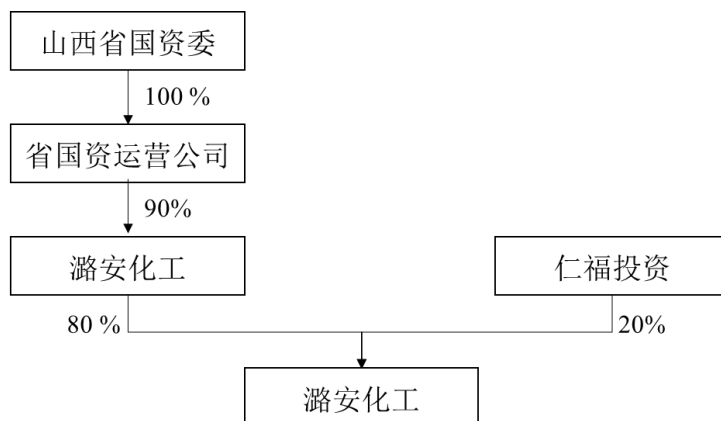 山西省国资委
100 %
省国资运营公司
90%
潞安化工
仁福投资
80 %
20%
潞安化工